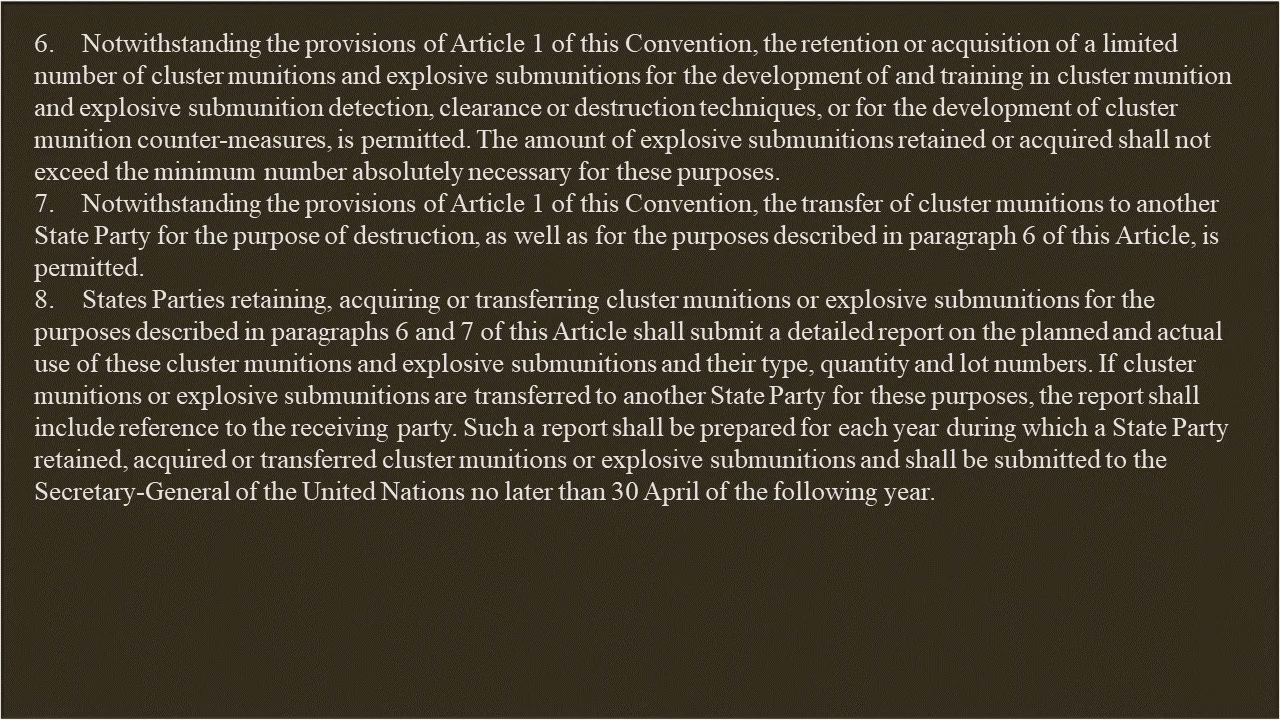 6. Notwithstanding the provisions of Article 1 of this Convention, the retention or acquisition of a limited
number of cluster munitions and explosive submunitions for the development of and training in cluster munition
and explosive submunition detection, clearance or destruction techniques, or for the development of cluster
munition counter-measures, is permitted. The amount of explosive submunitions retained or acquired shall not
exceed the minimum number absolutely necessary for these purposes.
7. Notwithstanding the provisions of Article 1 of this Convention, the transfer of cluster munitions to another
State Party for the purpose of destruction, as well as for the purposes described in paragraph 6 of this Article, is
permitted.
8. States Parties retaining, acquiring or transferring cluster munitions or explosive submunitions for the
purposes described in paragraphs 6 and 7 of this Article shall submit a detailed report on the planned and actual
use of these cluster munitions and explosive submunitions and their type, quantity and lot numbers. If cluster
munitions or explosive submunitions are transferred to another State Party for these purposes, the report shall
include reference to the receiving party. Such a report shall be prepared for each year during which a State Party
retained, acquired or transferred cluster munitions or explosive submunitions and shall be submitted to the
Secretary-General of the United Nations no later than 30 April of the following year.